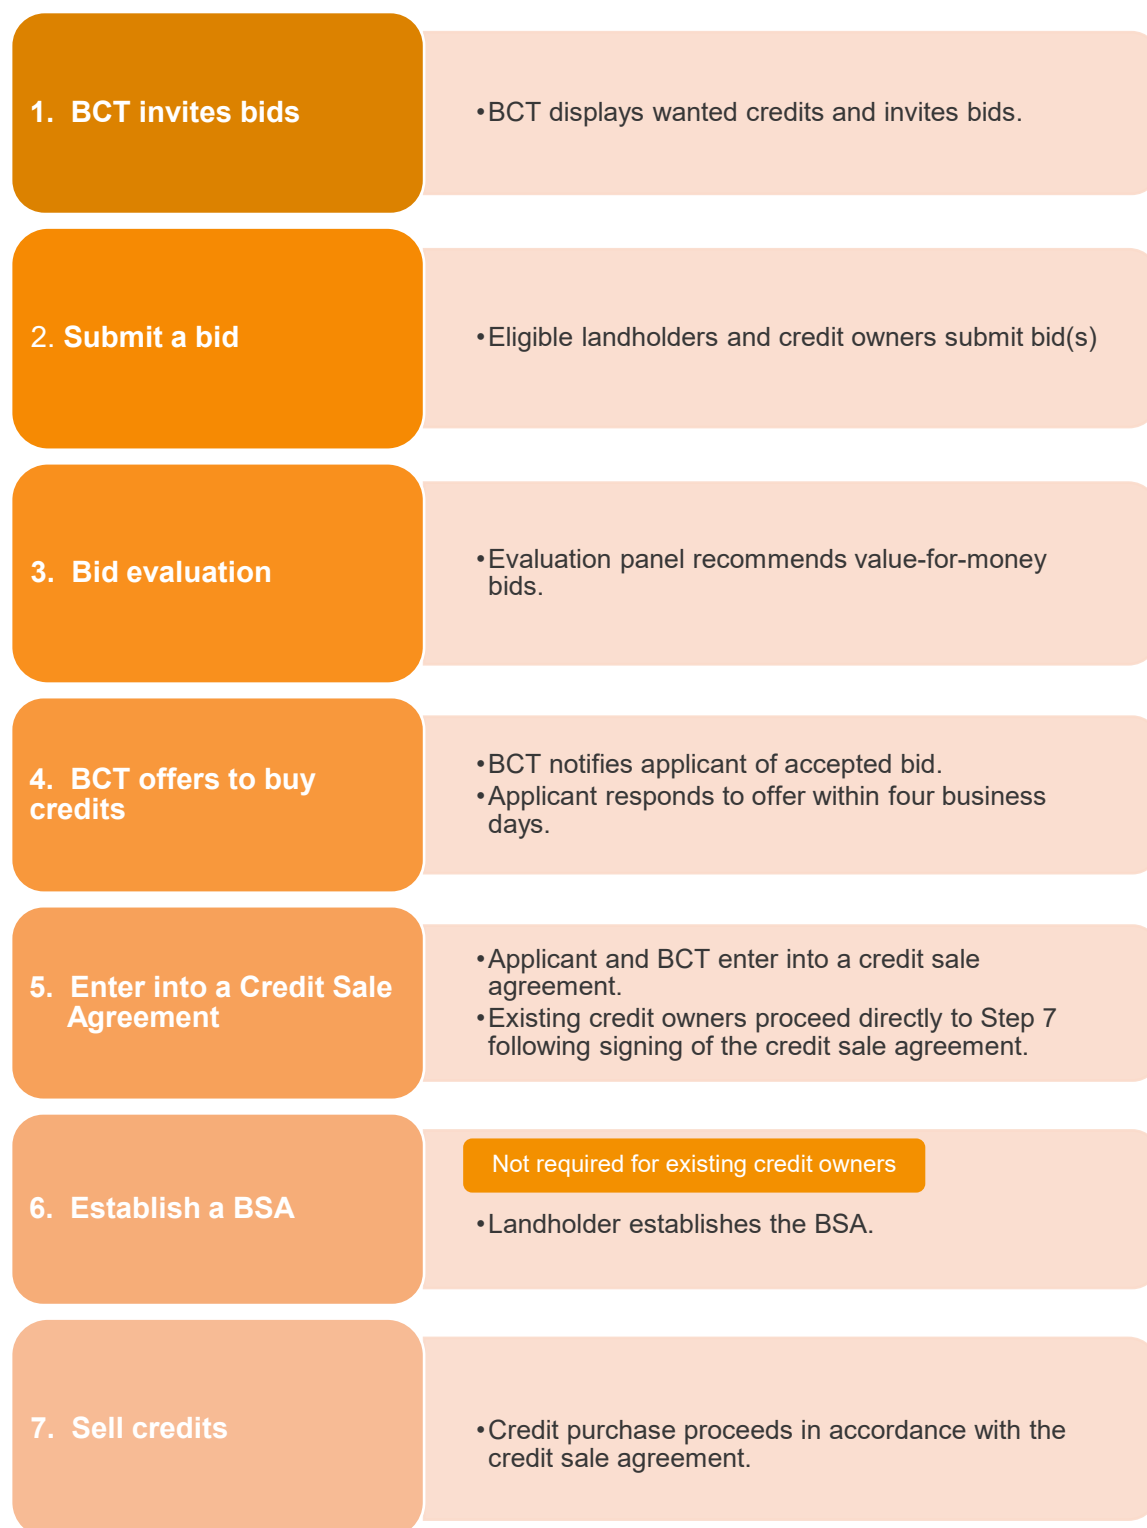 1. BCT invites bids
•BCT displays wanted credits and invites bids.
2. Submit a bid
•Eligible landholders and credit owners submit bid(s)
3. Bid evaluation
•Evaluation panel recommends value-for-money
bids.
4. BCT offers to buy
credits
•BCT notifies applicant of accepted bid.
•Applicant responds to offer within four business
days.
5. Enter into a Credit Sale
Agreement
•Applicant and BCT enter into a credit sale
agreement.
•Existing credit owners proceed directly to Step 7
following signing of the credit sale agreement.
6. Establish a BSA
Not required for existing credit owners
•Landholder establishes the BSA.
7. Sell credits
•Credit purchase proceeds in accordance with the
credit sale agreement.